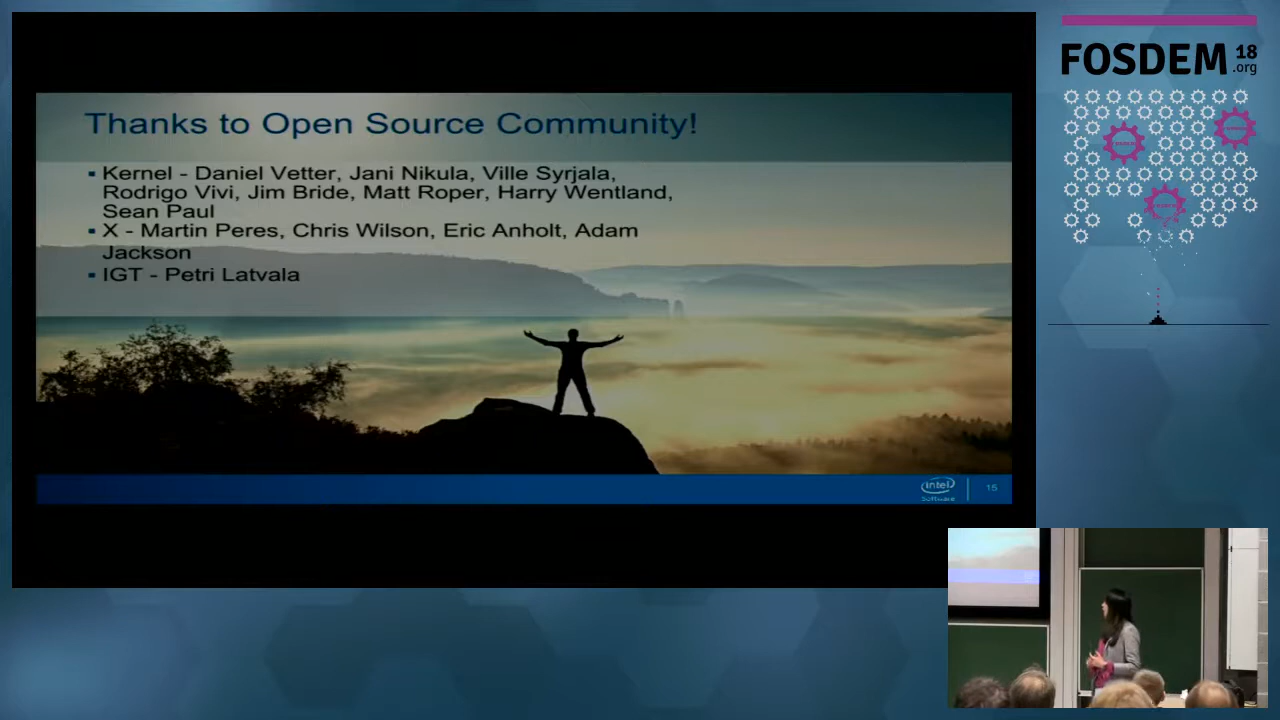 Thanks to Open Source Community!
Kernel - Daniel Vetter, Jani Nikula, Ville Syrjala,
Rodrigo Vivi, Jim Bride, Matt Roper, Harry Wentland,
Sean Paul
X - Martin Peres, Chris Wilson, Eric Anholt, Adam
Jackson
IGT - Petri Latvala
intel
Software
15
FOSDEM 18
.org